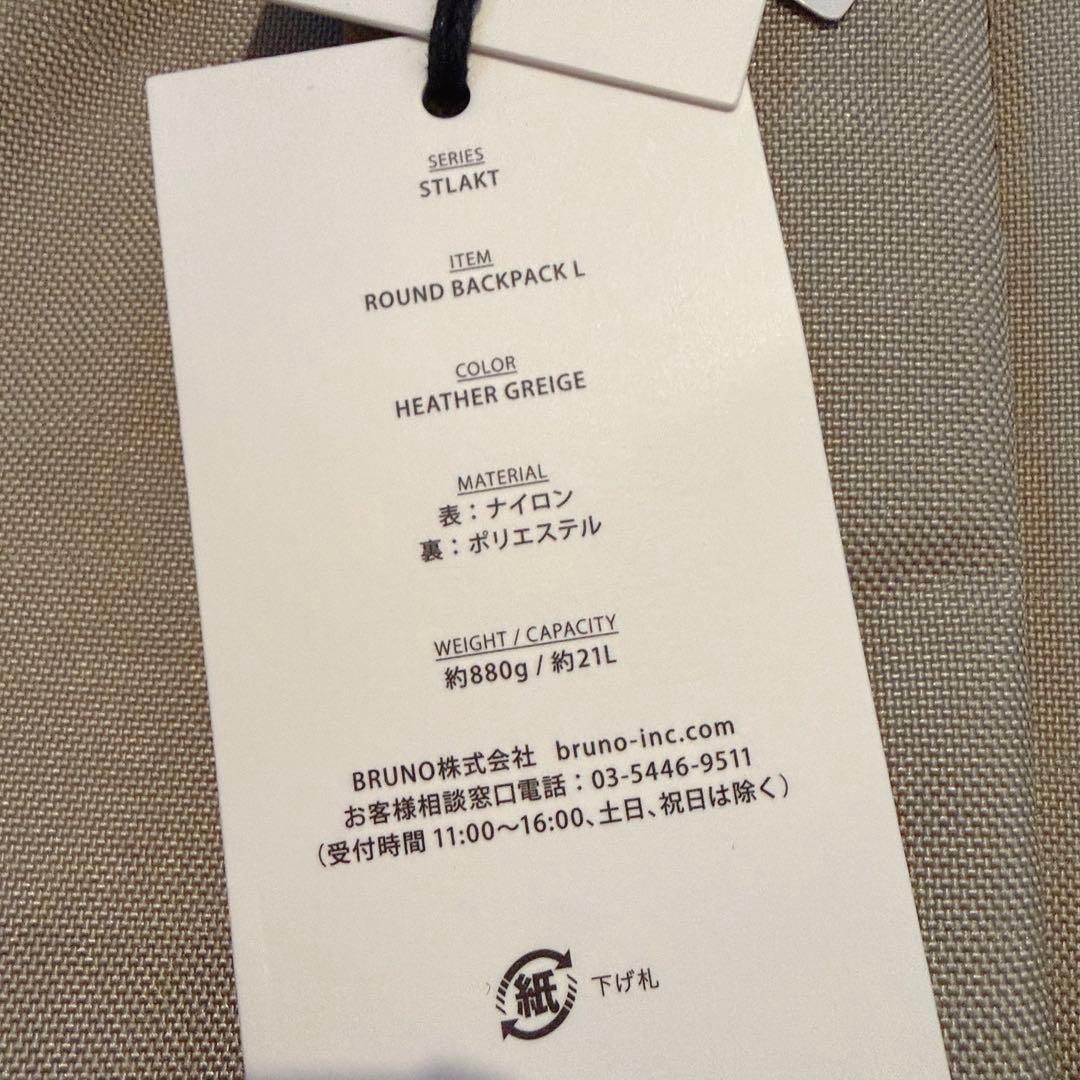 SERIES
STLAKT
ITEM
ROUND BACKPACK L
COLOR
HEATHER GREIGE
MATERIAL
表：ナイロン
裏：ポリエステル
WEIGHT / CAPACITY
約880g / 約21L
BRUNO株式会社 bruno-inc.com
お客様相談窓口電話：03-5446-9511
（受付時間 11:00～16:00、土日、祝日は除く）
紙 下げ札